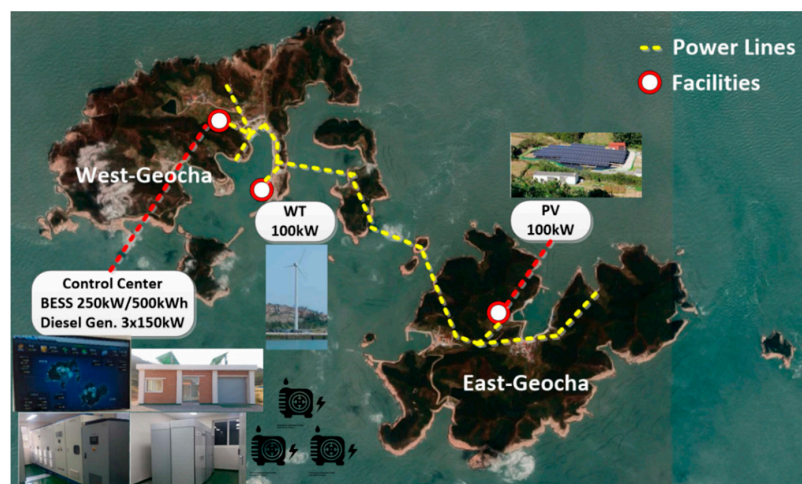 Power Lines
Facilities
West-Geocha
WT
100kW
PV
100kW
Control Center
BESS 250kW/500kWh
Diesel Gen. 3x150kW
East-Geocha